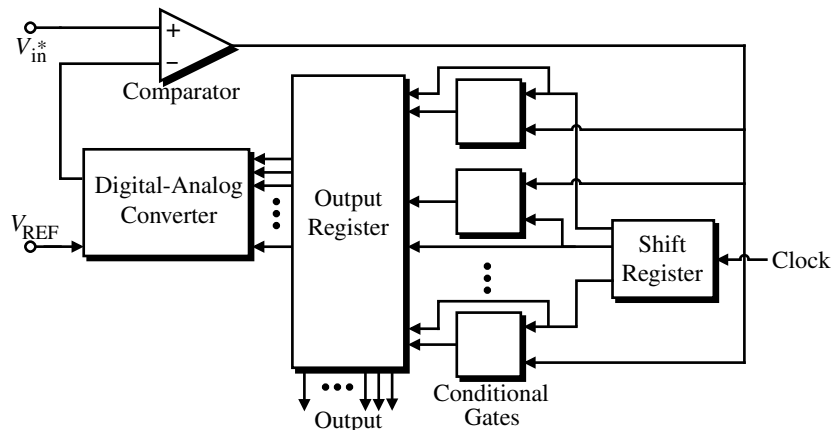 V_in*
+
−
Comparator
Digital-Analog
Converter
V_REF
Output
Register
Shift
Register
Clock
Conditional
Gates
Output